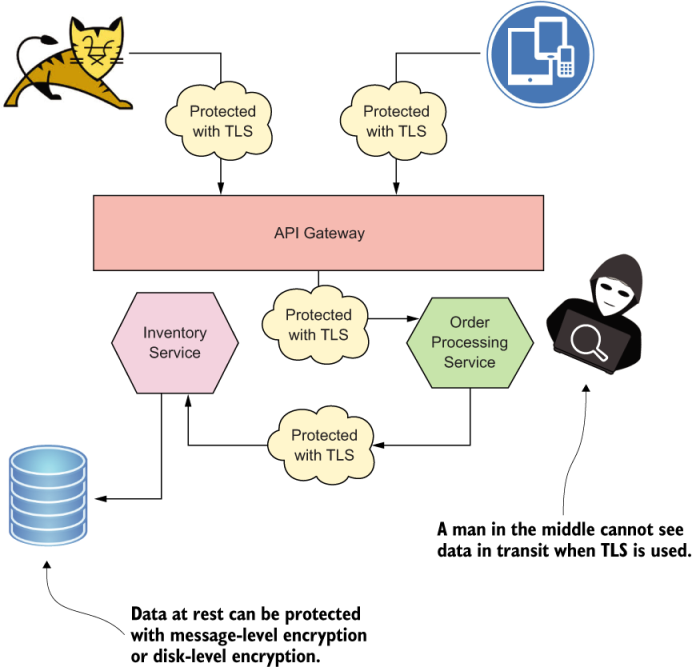 Protected
with TLS
Protected
with TLS
API Gateway
Protected
with TLS
Inventory
Service
Order
Processing
Service
Protected
with TLS
A man in the middle cannot see
data in transit when TLS is used.
Data at rest can be protected
with message-level encryption
or disk-level encryption.